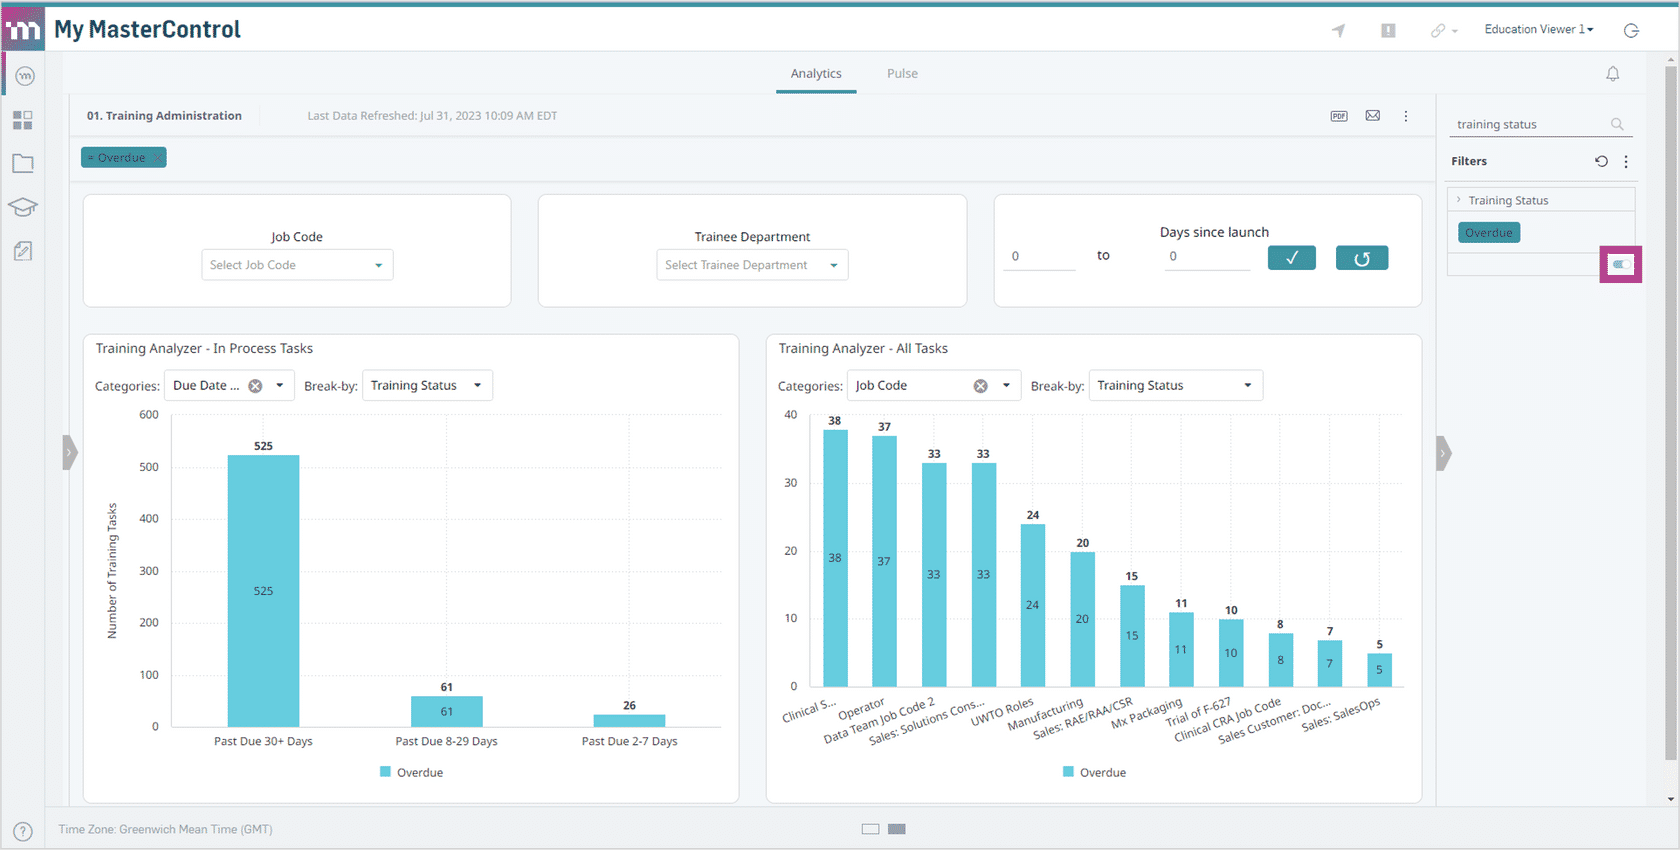 m My MasterControl
Education Viewer 1
Analytics Pulse
01. Training Administration Last Data Refreshed: Jul 31, 2023 10:09 AM EDT
PDF
training status
= Overdue ×
Filters
Training Status
Overdue
Job Code
Select Job Code
Trainee Department
Select Trainee Department
Days since launch
0 to 0
Training Analyzer - In Process Tasks
Categories: Due Date ... Break-by: Training Status
Number of Training Tasks
600
500
400
300
200
100
0
525
525
61
61
26
Past Due 30+ Days
Past Due 8-29 Days
Past Due 2-7 Days
Overdue
Training Analyzer - All Tasks
Categories: Job Code Break-by: Training Status
40
30
20
10
0
38
38
37
37
33
33
33
33
24
24
20
20
15
15
11
11
10
10
8
8
7
7
5
5
Clinical S...
Operator
Data Team Job Code 2
Sales: Solutions Cons...
UWTO Roles
Manufacturing
Sales: RAE/RAA/CSR
Mx Packaging
Trial of F-627
Clinical CRA Job Code
Sales Customer: Doc...
Sales: SalesOps
Overdue
Time Zone: Greenwich Mean Time (GMT)